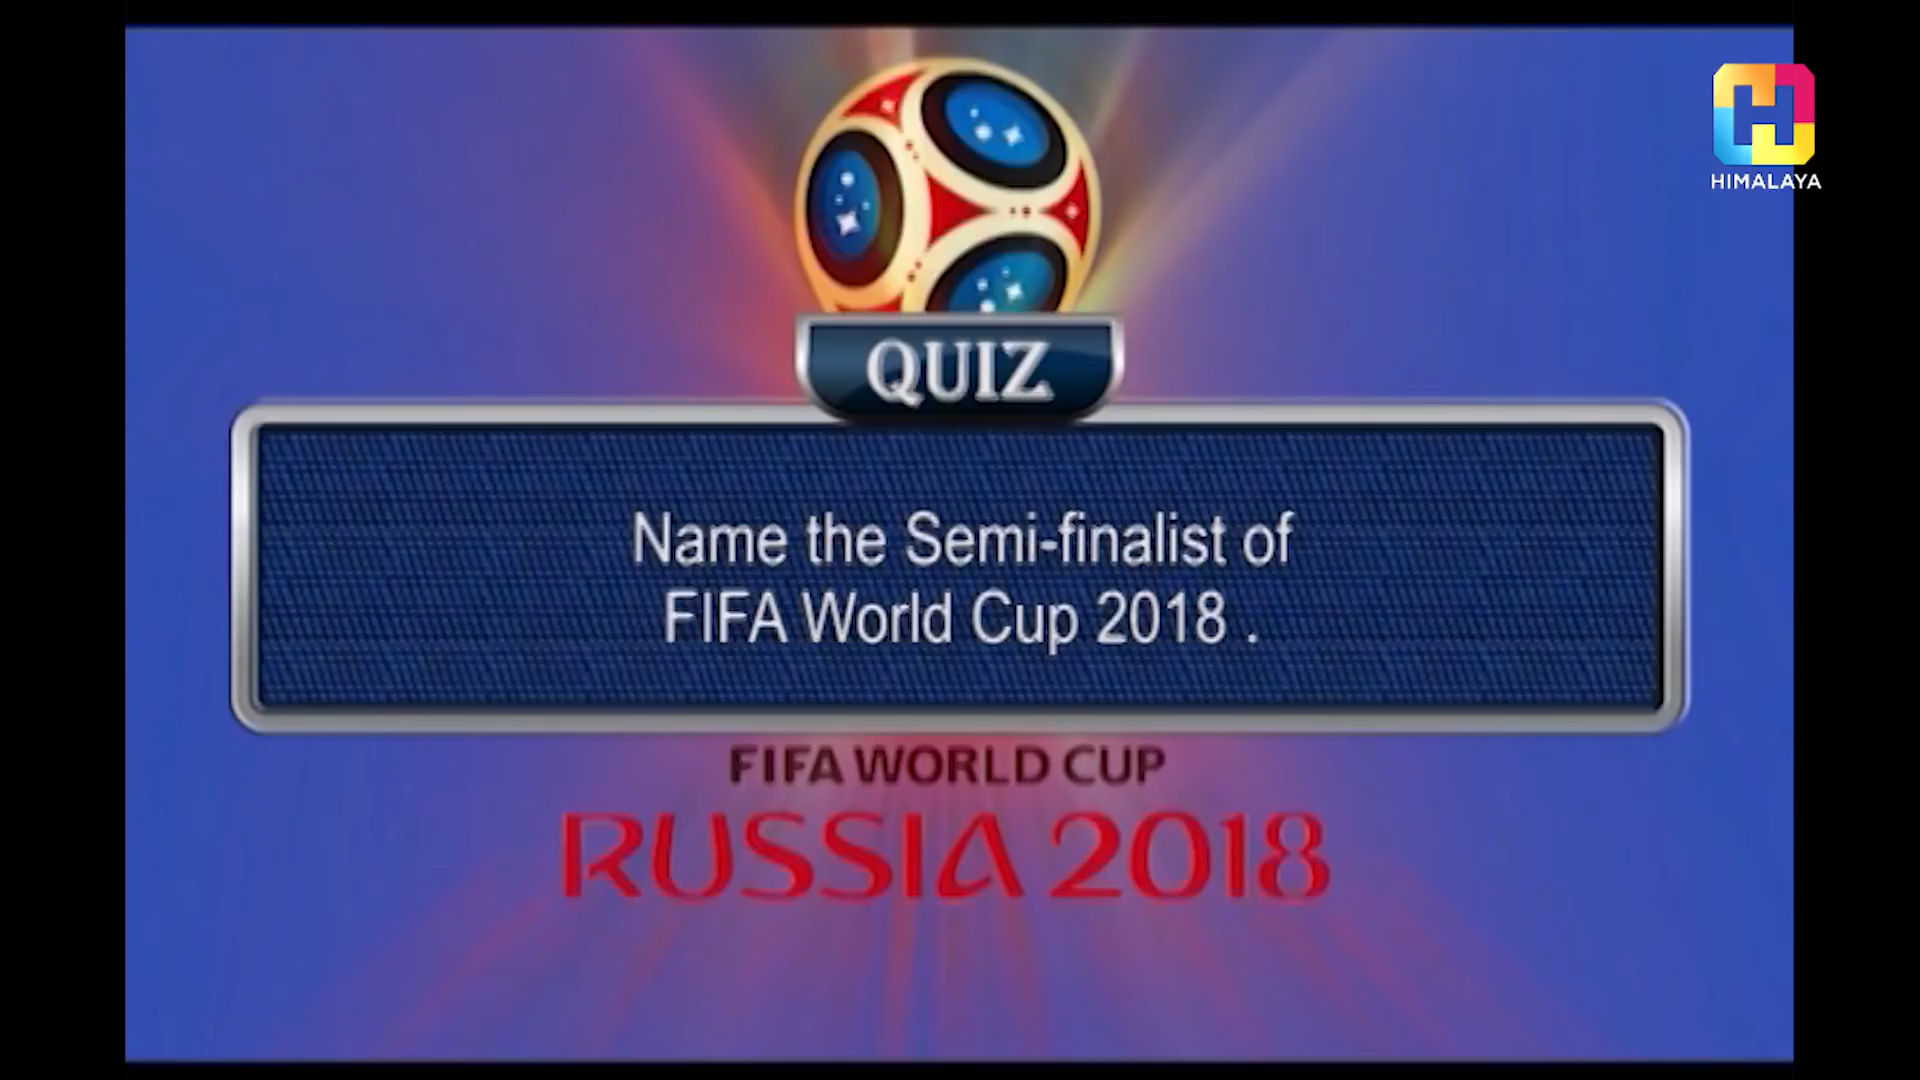 HIMALAYA
QUIZ
Name the Semi-finalist of
FIFA World Cup 2018 .
FIFA WORLD CUP
RUSSIA 2018